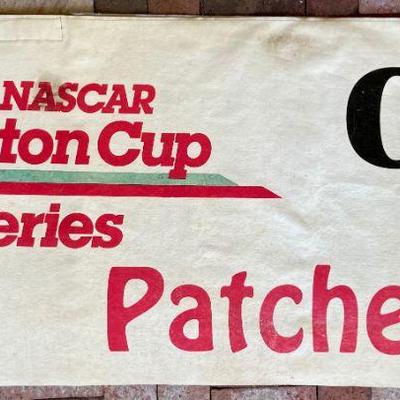 NASCAR
ton Cup
eries
Patche